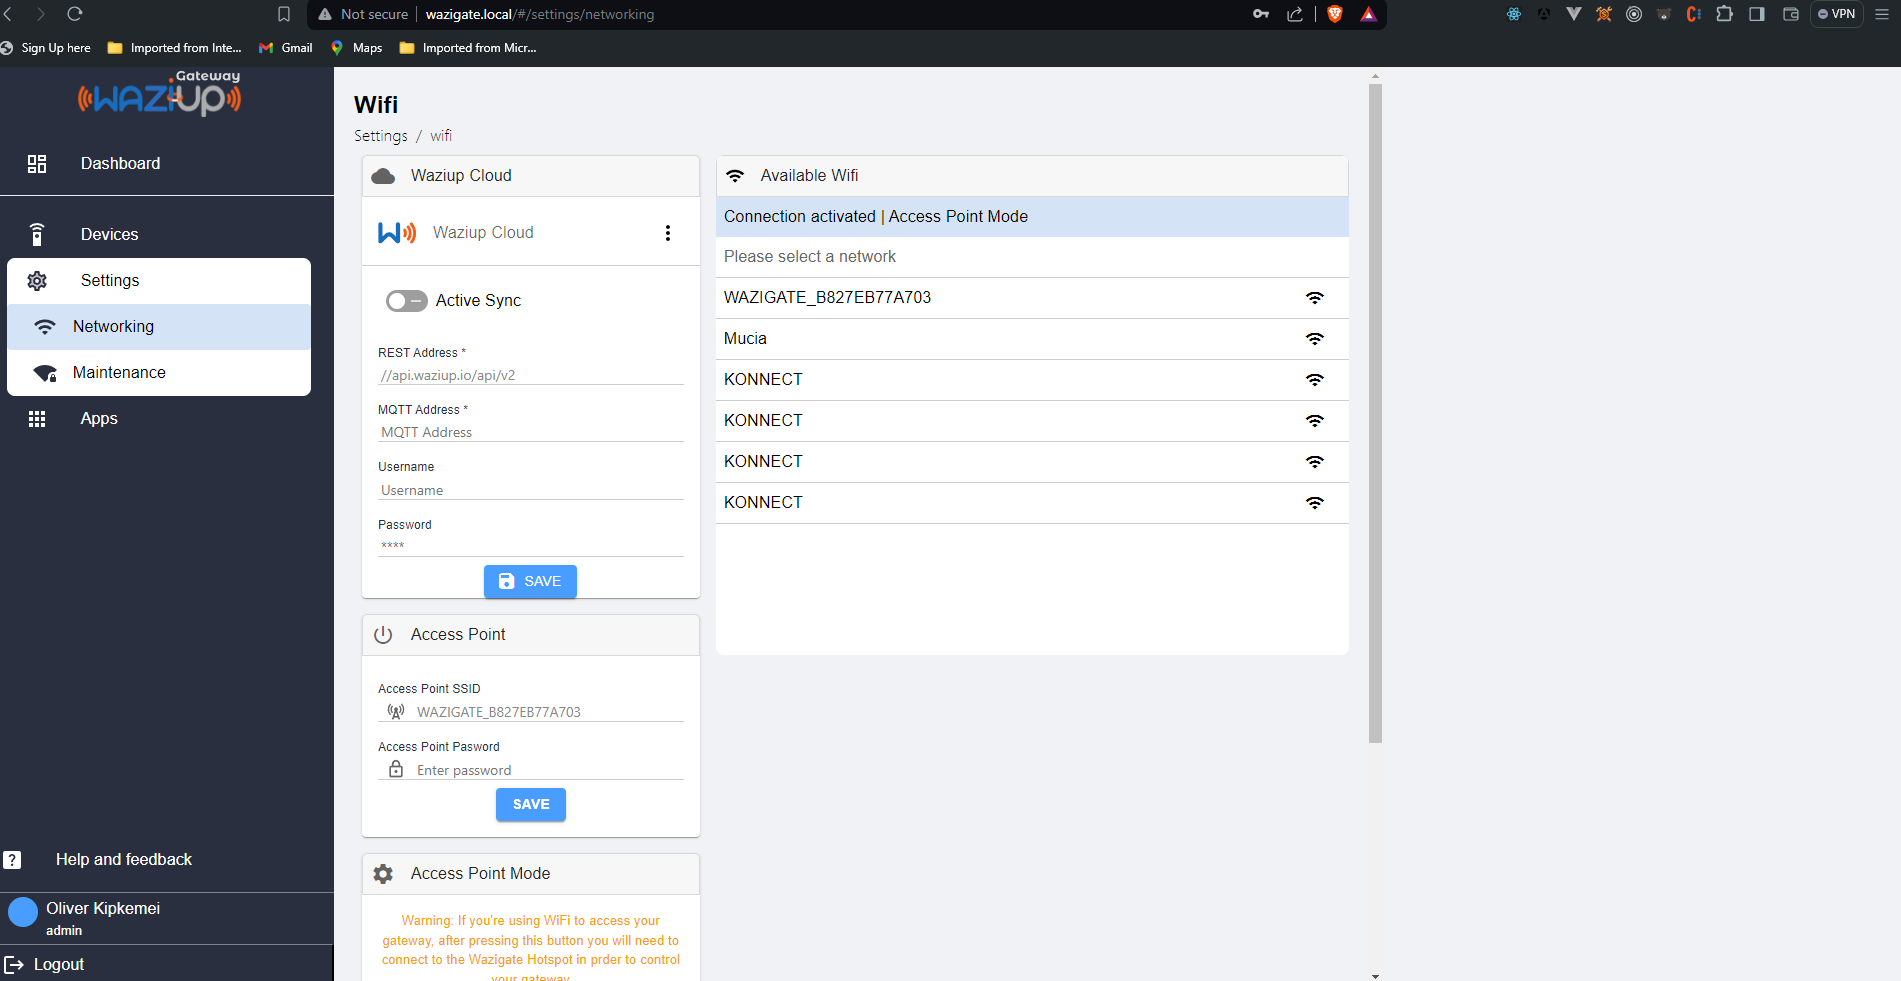 Not secure
wazigate.local/#/settings/networking
VPN
Sign Up here
Imported from Inte...
Gmail
Maps
Imported from Micr...
Gateway
WAZIUP
Dashboard
Devices
Settings
Networking
Maintenance
Apps
Help and feedback
Oliver Kipkemei
admin
Logout
Wifi
Settings / wifi
Waziup Cloud
Waziup Cloud
Active Sync
REST Address *
//api.waziup.io/api/v2
MQTT Address *
MQTT Address
Username
Username
Password
****
SAVE
Access Point
Access Point SSID
WAZIGATE_B827EB77A703
Access Point Pasword
Enter password
SAVE
Access Point Mode
Warning: If you're using WiFi to access your
gateway, after pressing this button you will need to
connect to the Wazigate Hotspot in prder to control
your gateway.
Available Wifi
Connection activated | Access Point Mode
Please select a network
WAZIGATE_B827EB77A703
Mucia
KONNECT
KONNECT
KONNECT
KONNECT